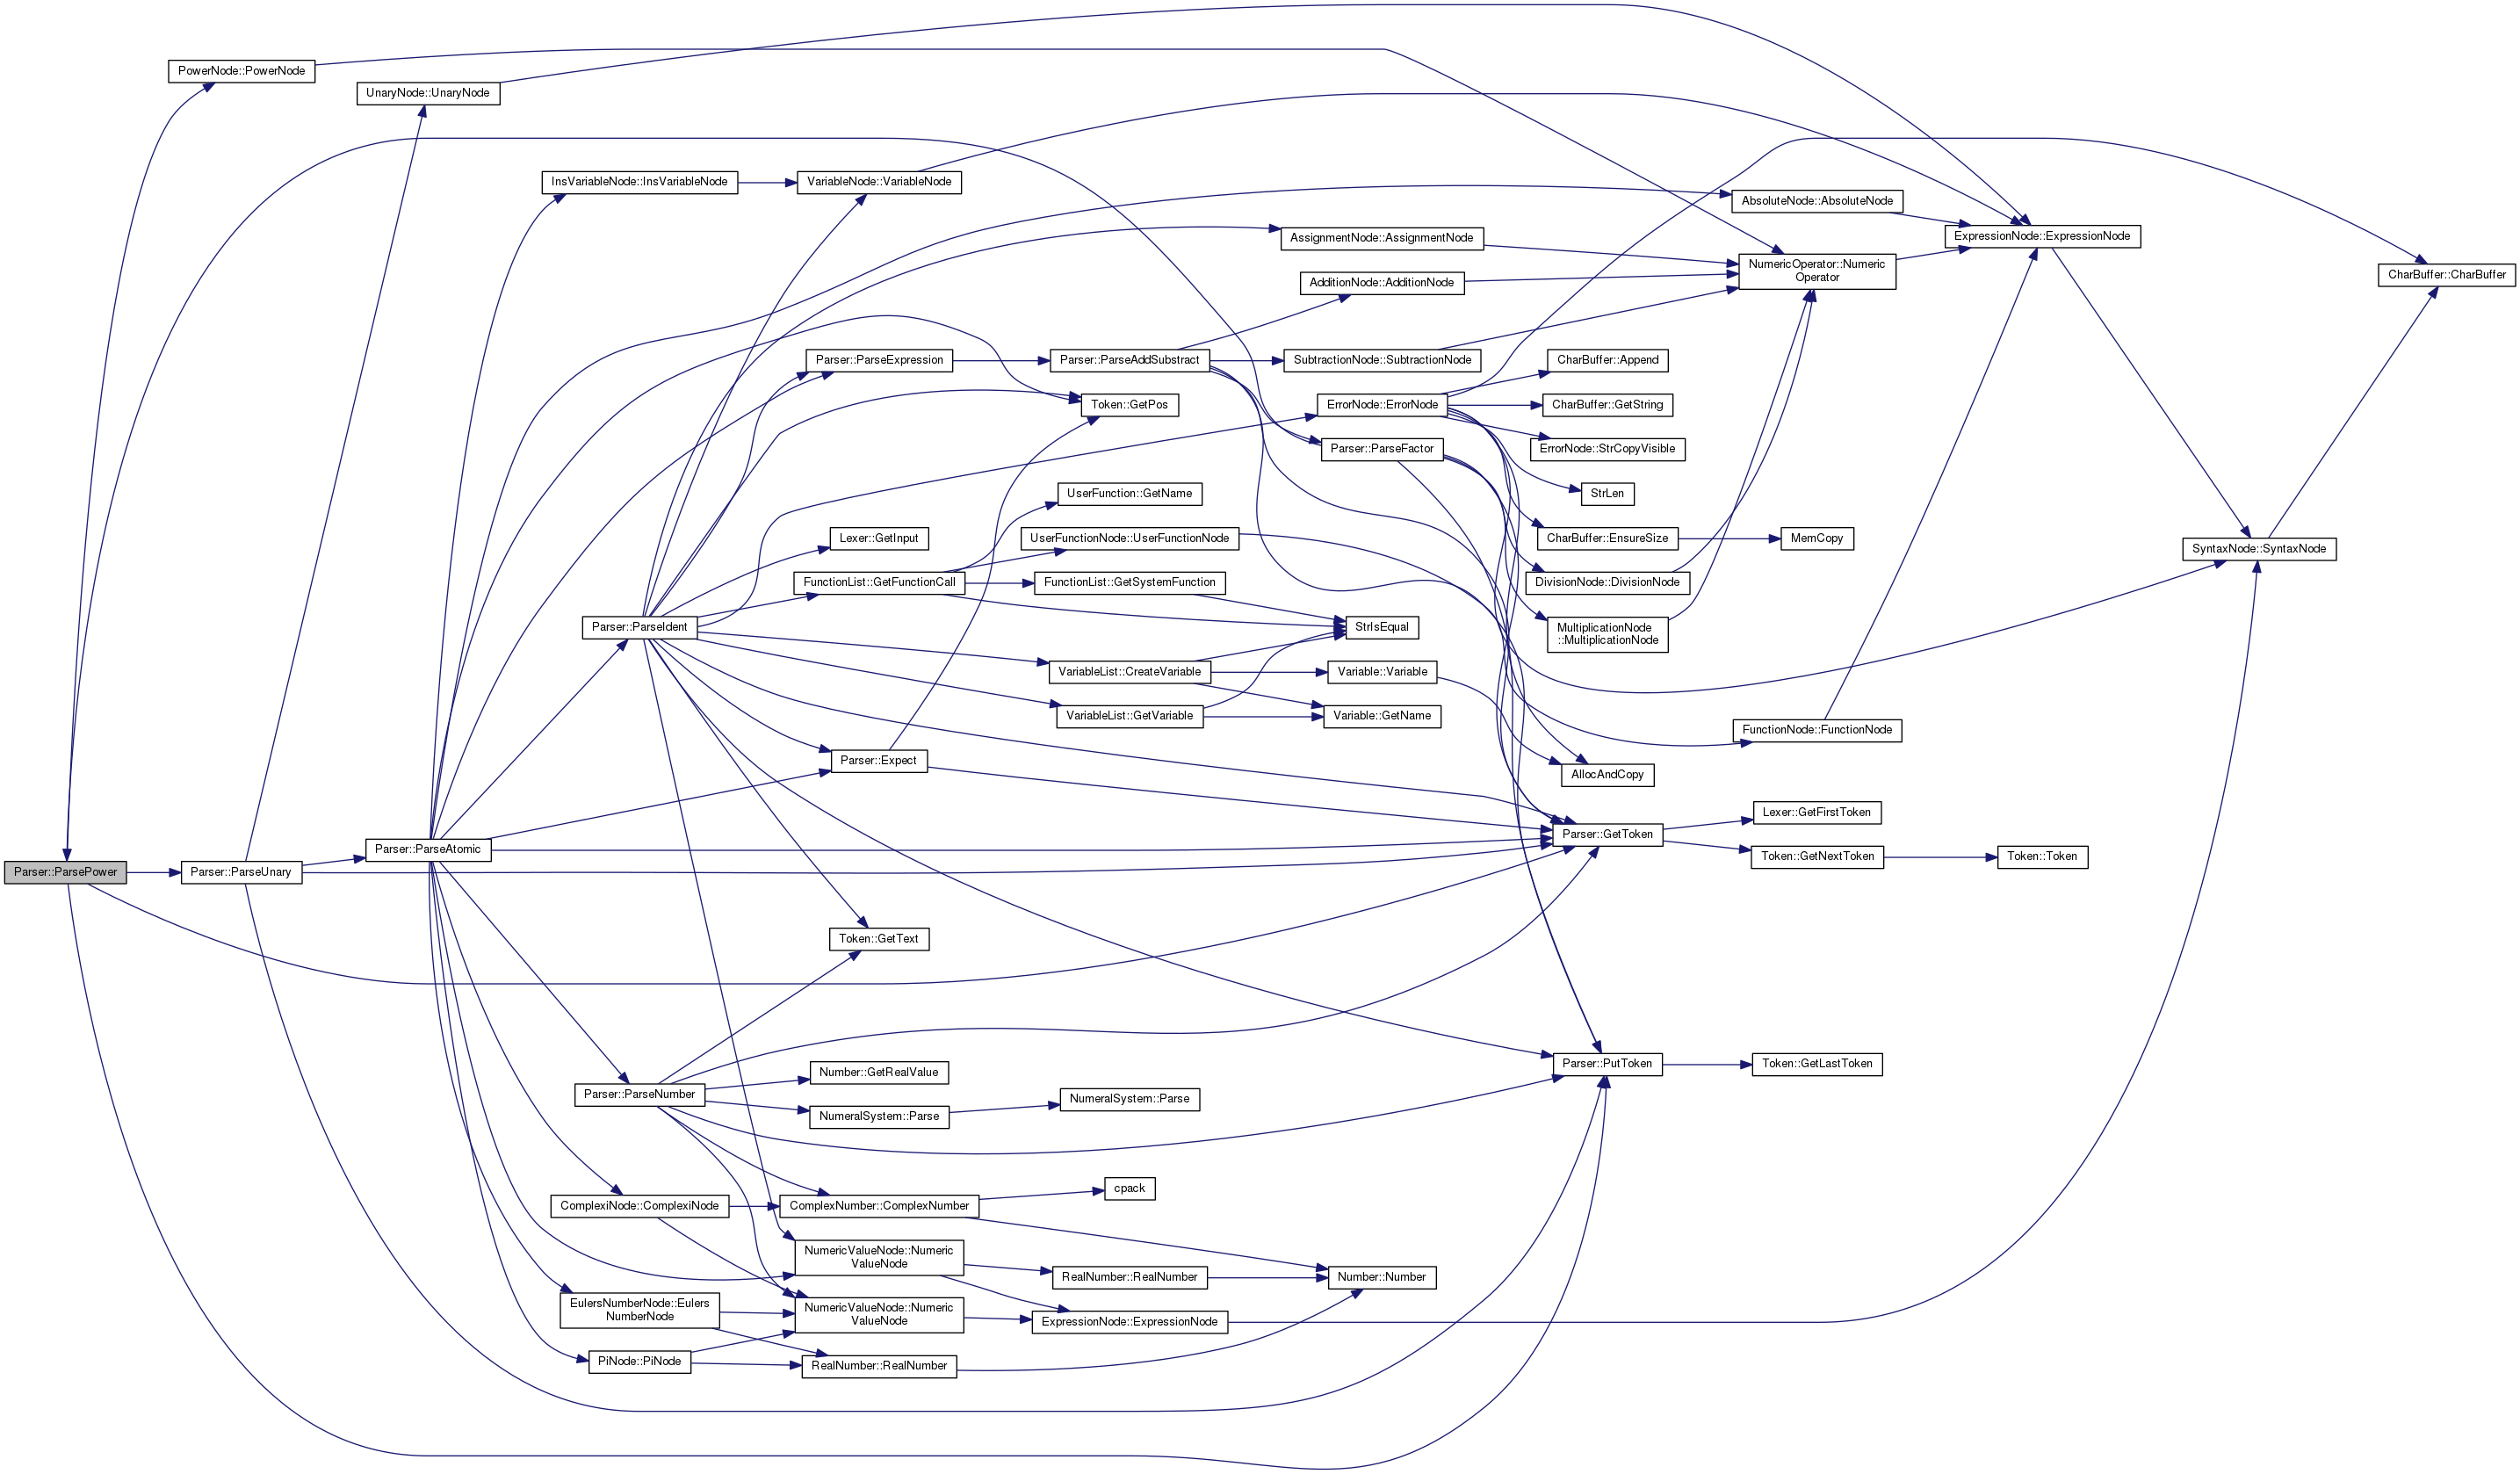 PowerNode::PowerNode
UnaryNode::UnaryNode
InsVariableNode::InsVariableNode
VariableNode::VariableNode
AbsoluteNode::AbsoluteNode
AssignmentNode::AssignmentNode
ExpressionNode::ExpressionNode
NumericOperator::Numeric
Operator
CharBuffer::CharBuffer
AdditionNode::AdditionNode
Parser::ParseExpression
Parser::ParseAddSubstract
SubtractionNode::SubtractionNode
CharBuffer::Append
Token::GetPos
ErrorNode::ErrorNode
CharBuffer::GetString
Parser::ParseFactor
ErrorNode::StrCopyVisible
UserFunction::GetName
StrLen
Lexer::GetInput
UserFunctionNode::UserFunctionNode
CharBuffer::EnsureSize
MemCopy
SyntaxNode::SyntaxNode
FunctionList::GetFunctionCall
FunctionList::GetSystemFunction
DivisionNode::DivisionNode
Parser::ParseIdent
StrIsEqual
MultiplicationNode
::MultiplicationNode
VariableList::CreateVariable
Variable::Variable
VariableList::GetVariable
Variable::GetName
FunctionNode::FunctionNode
Parser::Expect
AllocAndCopy
Lexer::GetFirstToken
Parser::GetToken
Parser::ParseAtomic
Token::GetNextToken
Token::Token
Parser::ParsePower
Parser::ParseUnary
Token::GetText
Parser::PutToken
Token::GetLastToken
Number::GetRealValue
Parser::ParseNumber
NumeralSystem::Parse
NumeralSystem::Parse
cpack
ComplexiNode::ComplexiNode
ComplexNumber::ComplexNumber
NumericValueNode::Numeric
ValueNode
RealNumber::RealNumber
Number::Number
EulersNumberNode::Eulers
NumberNode
NumericValueNode::Numeric
ValueNode
ExpressionNode::ExpressionNode
PiNode::PiNode
RealNumber::RealNumber